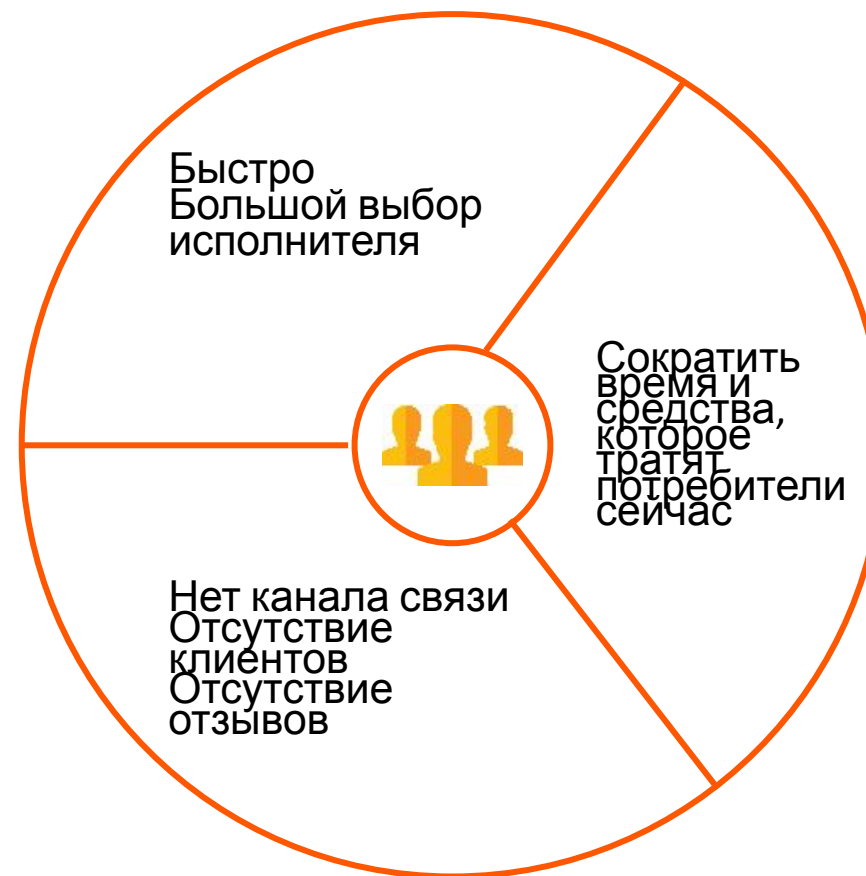 Быстро
Большой выбор
исполнителя
Сократить
время и
средства,
которое
тратят
потребители
сейчас
Нет канала связи
Отсутствие
клиентов
Отсутствие
отзывов